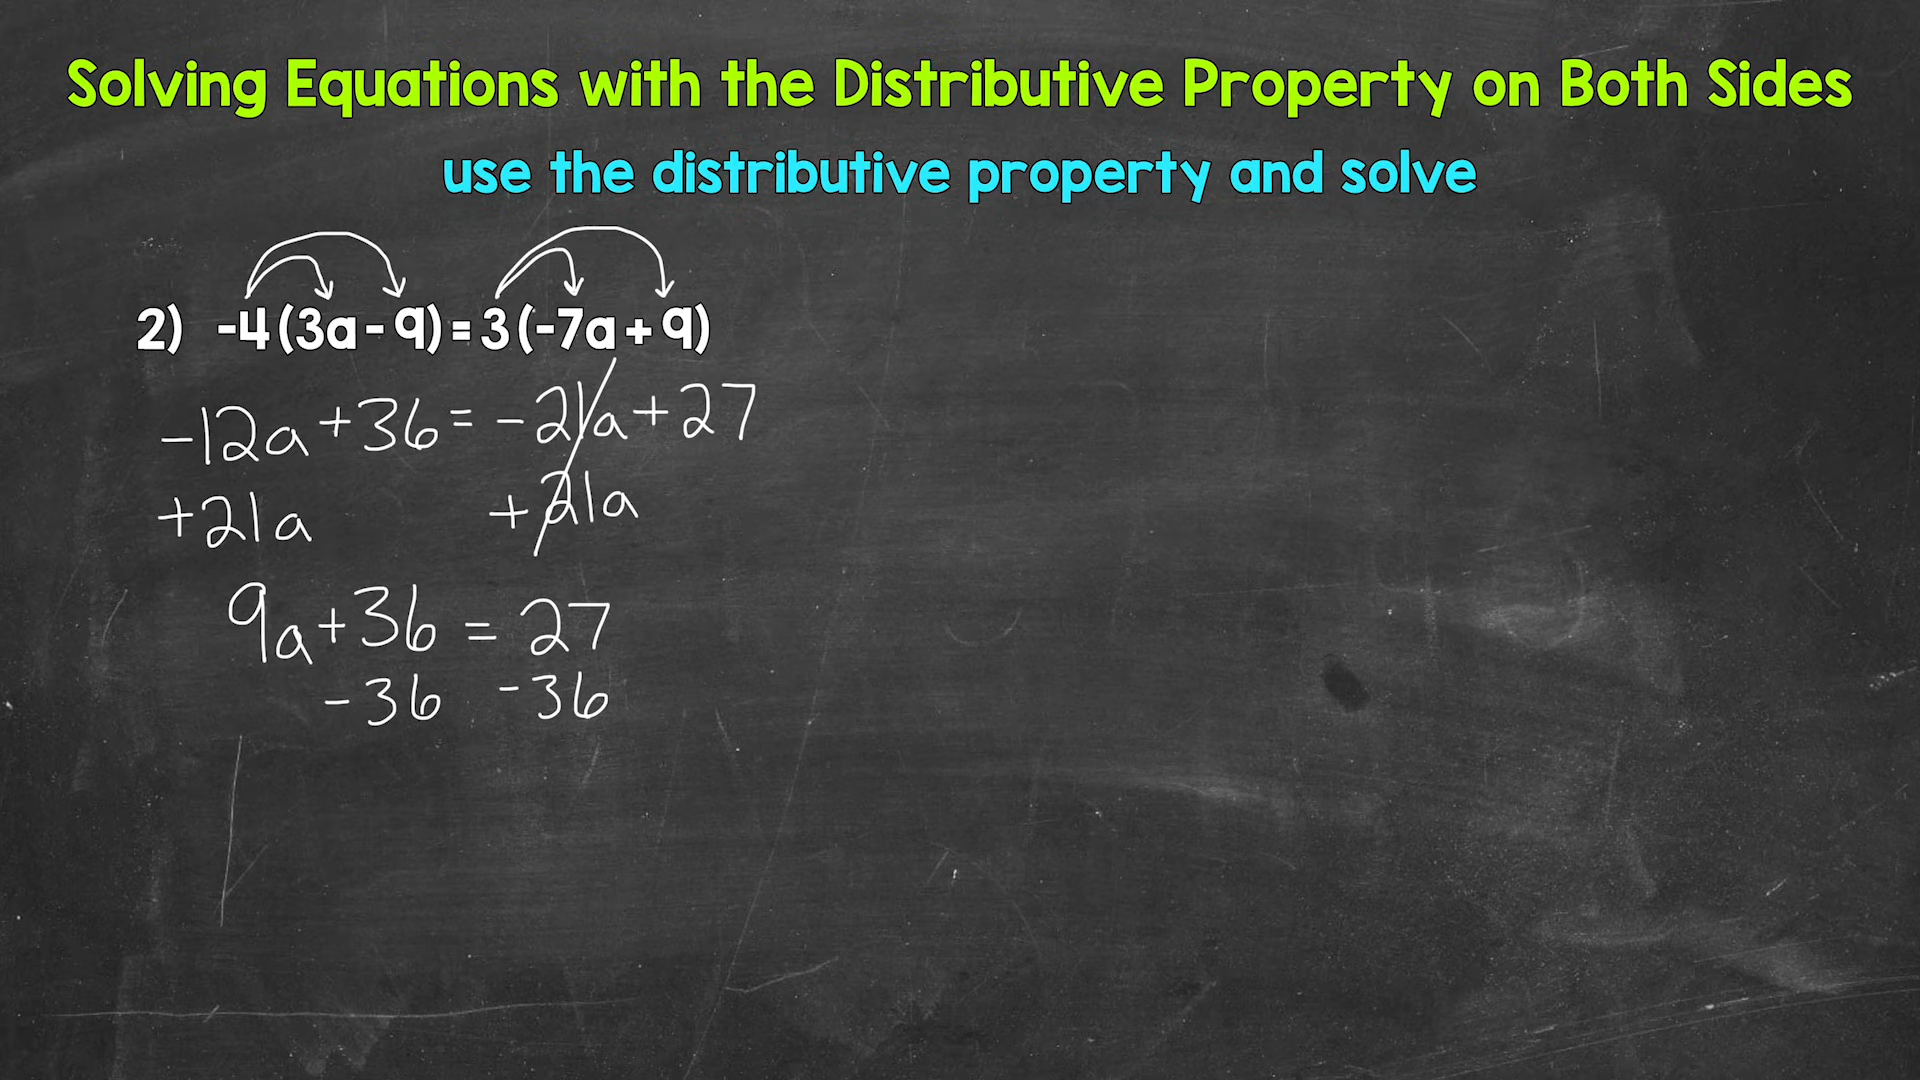 Solving Equations with the Distributive Property on Both Sides
use the distributive property and solve
2) -4(3a-9)=3(-7a+9)
-12a+36=-21a+27
+21a +21a
9a+36=27
-36 -36